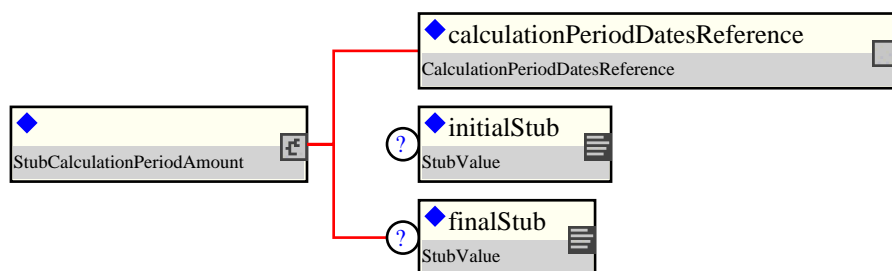 calculationPeriodDatesReference
CalculationPeriodDatesReference
StubCalculationPeriodAmount
? initialStub
StubValue
? finalStub
StubValue